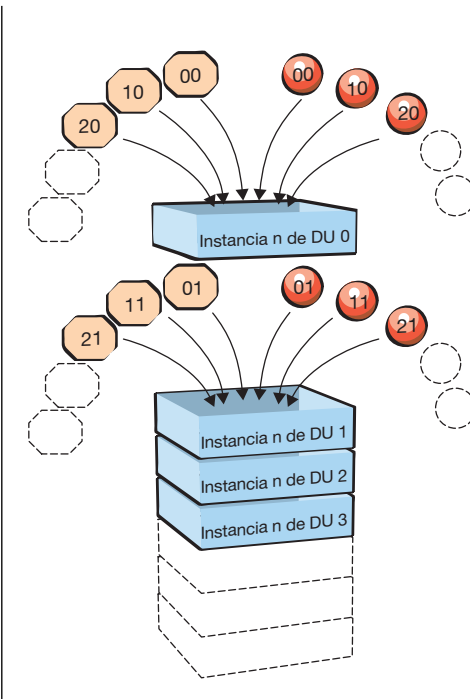 00 00
10 10
20 20
Instancia n de DU 0
01 01
11 11
21 21
Instancia n de DU 1
Instancia n de DU 2
Instancia n de DU 3